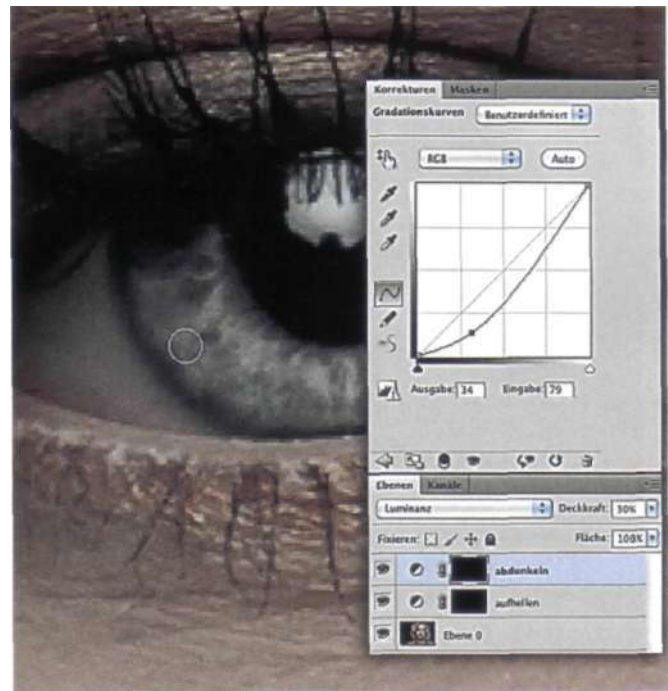 Korrekturen Masken
Gradationskurven Benutzerdefiniert
RGB Auto
Ausgabe: 34 Eingabe: 79
Ebenen Kanäle
Luminanz Deckkraft: 30%
Fixieren: Fläche: 100%
abdunkeln
aufhellen
Ebene 0